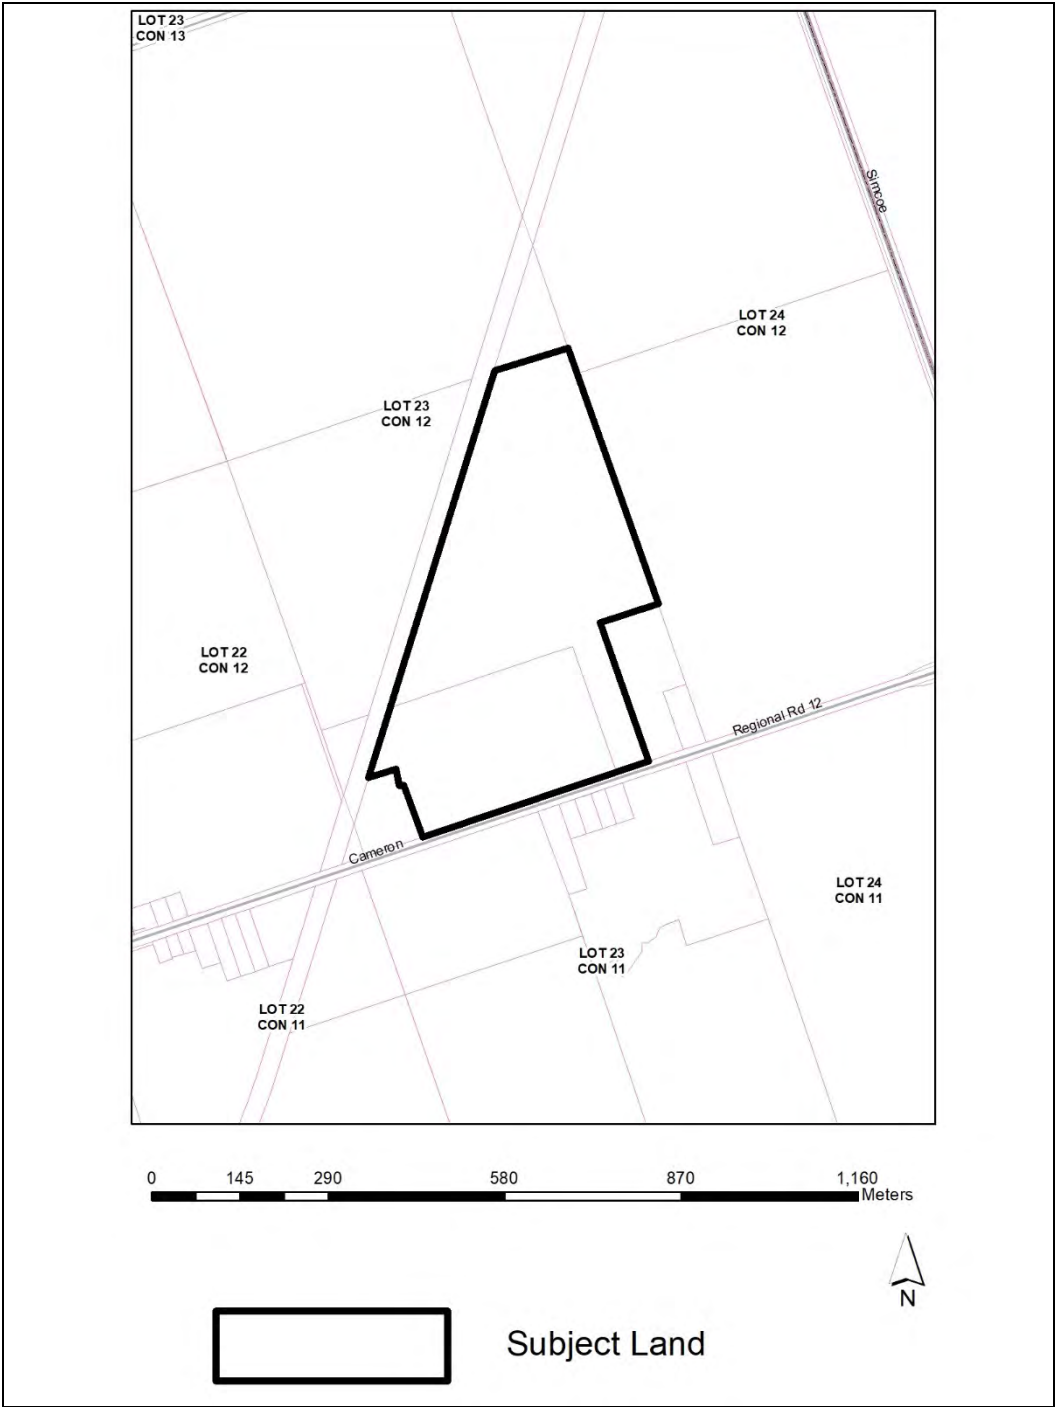 LOT 23
CON 13
Simcoe
LOT 24
CON 12
LOT 23
CON 12
LOT 22
CON 12
Regional Rd 12
Cameron
LOT 24
CON 11
LOT 23
CON 11
LOT 22
CON 11
0 145 290 580 870 1,160
Meters
N
Subject Land